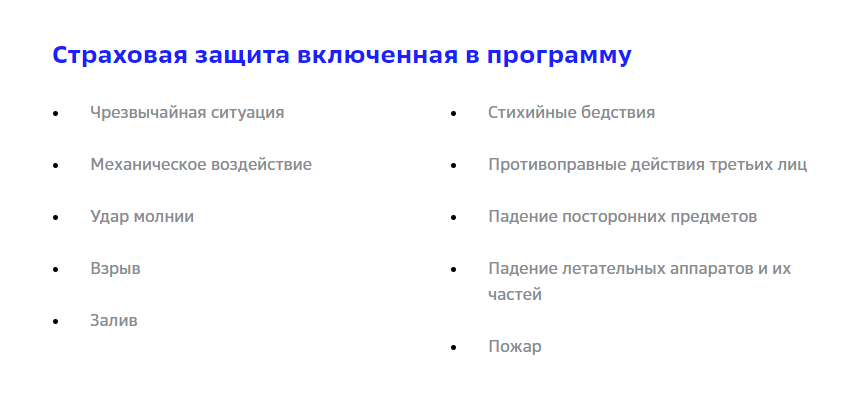 Страховая защита включенная в программу
Чрезвычайная ситуация
Механическое воздействие
Удар молнии
Взрыв
Залив
Стихийные бедствия
Противоправные действия третьих лиц
Падение посторонних предметов
Падение летательных аппаратов и их
частей
Пожар